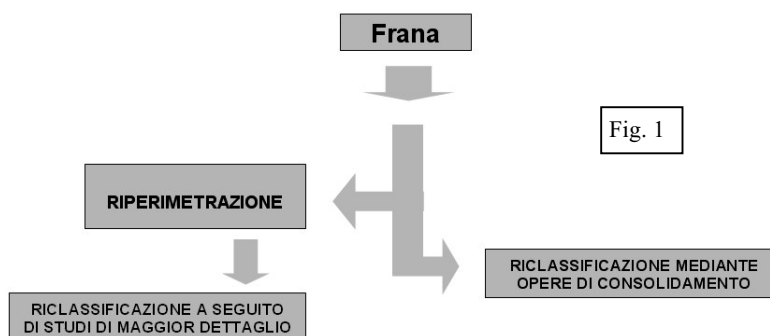 Frana
Fig. 1
RIPERIMETRAZIONE
RICLASSIFICAZIONE MEDIANTE
OPERE DI CONSOLIDAMENTO
RICLASSIFICAZIONE A SEGUITO
DI STUDI DI MAGGIOR DETTAGLIO